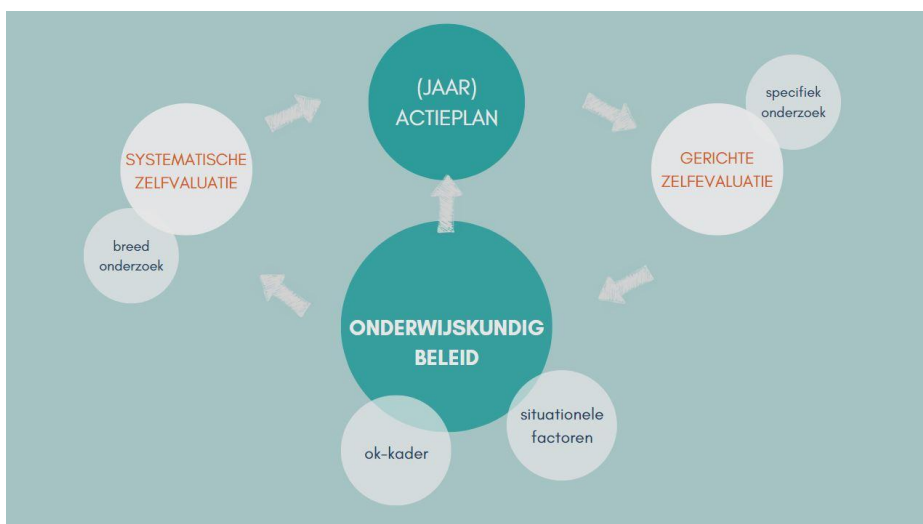 (JAAR)
ACTIEPLAN
specifiek
onderzoek
SYSTEMATISCHE
ZELFVALUATIE
GERICHTE
ZELFEVALUATIE
breed
onderzoek
ONDERWIJSKUNDIG
BELEID
situationele
factoren
ok-kader